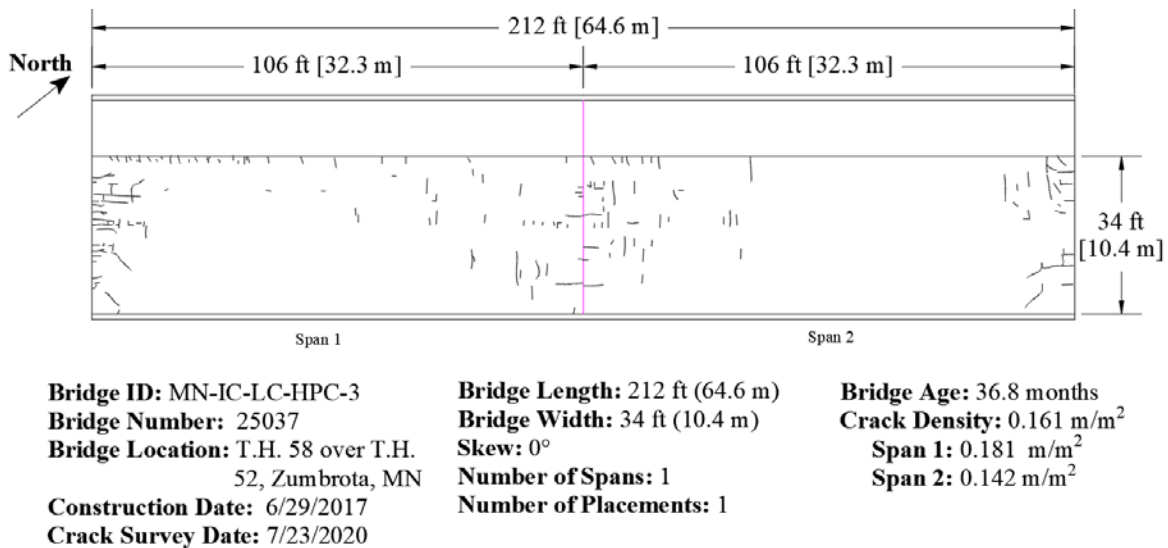 212 ft [64.6 m]
North
106 ft [32.3 m]
106 ft [32.3 m]
34 ft
[10.4 m]
Span 1
Span 2
Bridge ID: MN-IC-LC-HPC-3
Bridge Number: 25037
Bridge Location: T.H. 58 over T.H.
52, Zumbrota, MN
Construction Date: 6/29/2017
Crack Survey Date: 7/23/2020
Bridge Length: 212 ft (64.6 m)
Bridge Width: 34 ft (10.4 m)
Skew: 0°
Number of Spans: 1
Number of Placements: 1
Bridge Age: 36.8 months
Crack Density: 0.161 m/m²
Span 1: 0.181 m/m²
Span 2: 0.142 m/m²